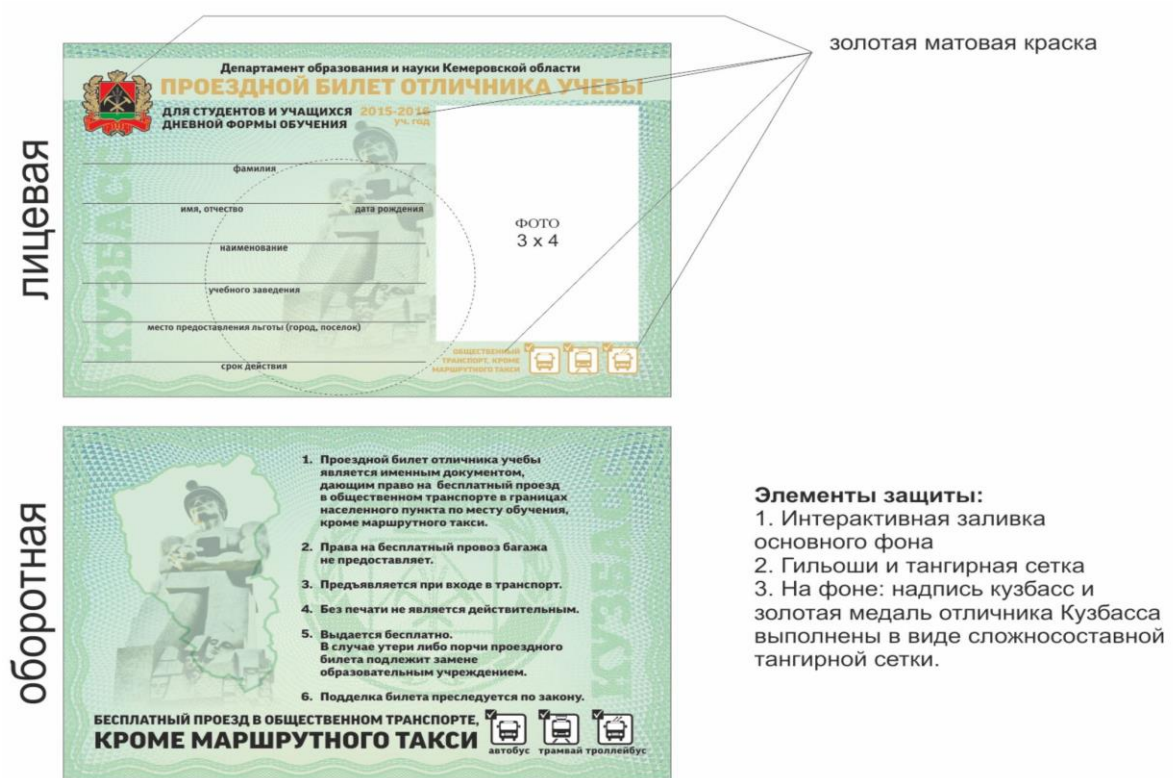 золотая матовая краска
лицевая
Департамент образования и науки Кемеровской области
ПРОЕЗДНОЙ БИЛЕТ ОТЛИЧНИКА УЧЕБЫ
ДЛЯ СТУДЕНТОВ И УЧАЩИХСЯ 2015-2016
ДНЕВНОЙ ФОРМЫ ОБУЧЕНИЯ уч. год
КУЗБАСС
фамилия
имя, отчество дата рождения
наименование
учебного заведения
место предоставления льготы (город, поселок)
срок действия
ФОТО
3 х 4
ОБЩЕСТВЕННЫЙ
ТРАНСПОРТ, КРОМЕ
МАРШРУТНОГО ТАКСИ
оборотная
1. Проездной билет отличника учебы
является именным документом,
дающим право на бесплатный проезд
в общественном транспорте в границах
населенного пункта по месту обучения,
кроме маршрутного такси.
2. Права на бесплатный провоз багажа
не предоставляет.
3. Предъявляется при входе в транспорт.
4. Без печати не является действительным.
5. Выдается бесплатно.
В случае утери либо порчи проездного
билета подлежит замене
образовательным учреждением.
6. Подделка билета преследуется по закону.
КУЗБАСС
БЕСПЛАТНЫЙ ПРОЕЗД В ОБЩЕСТВЕННОМ ТРАНСПОРТЕ,
КРОМЕ МАРШРУТНОГО ТАКСИ
автобус трамвай троллейбус
Элементы защиты:
1. Интерактивная заливка
основного фона
2. Гильоши и тангирная сетка
3. На фоне: надпись кузбасс и
золотая медаль отличника Кузбасса
выполнены в виде сложносоставной
тангирной сетки.